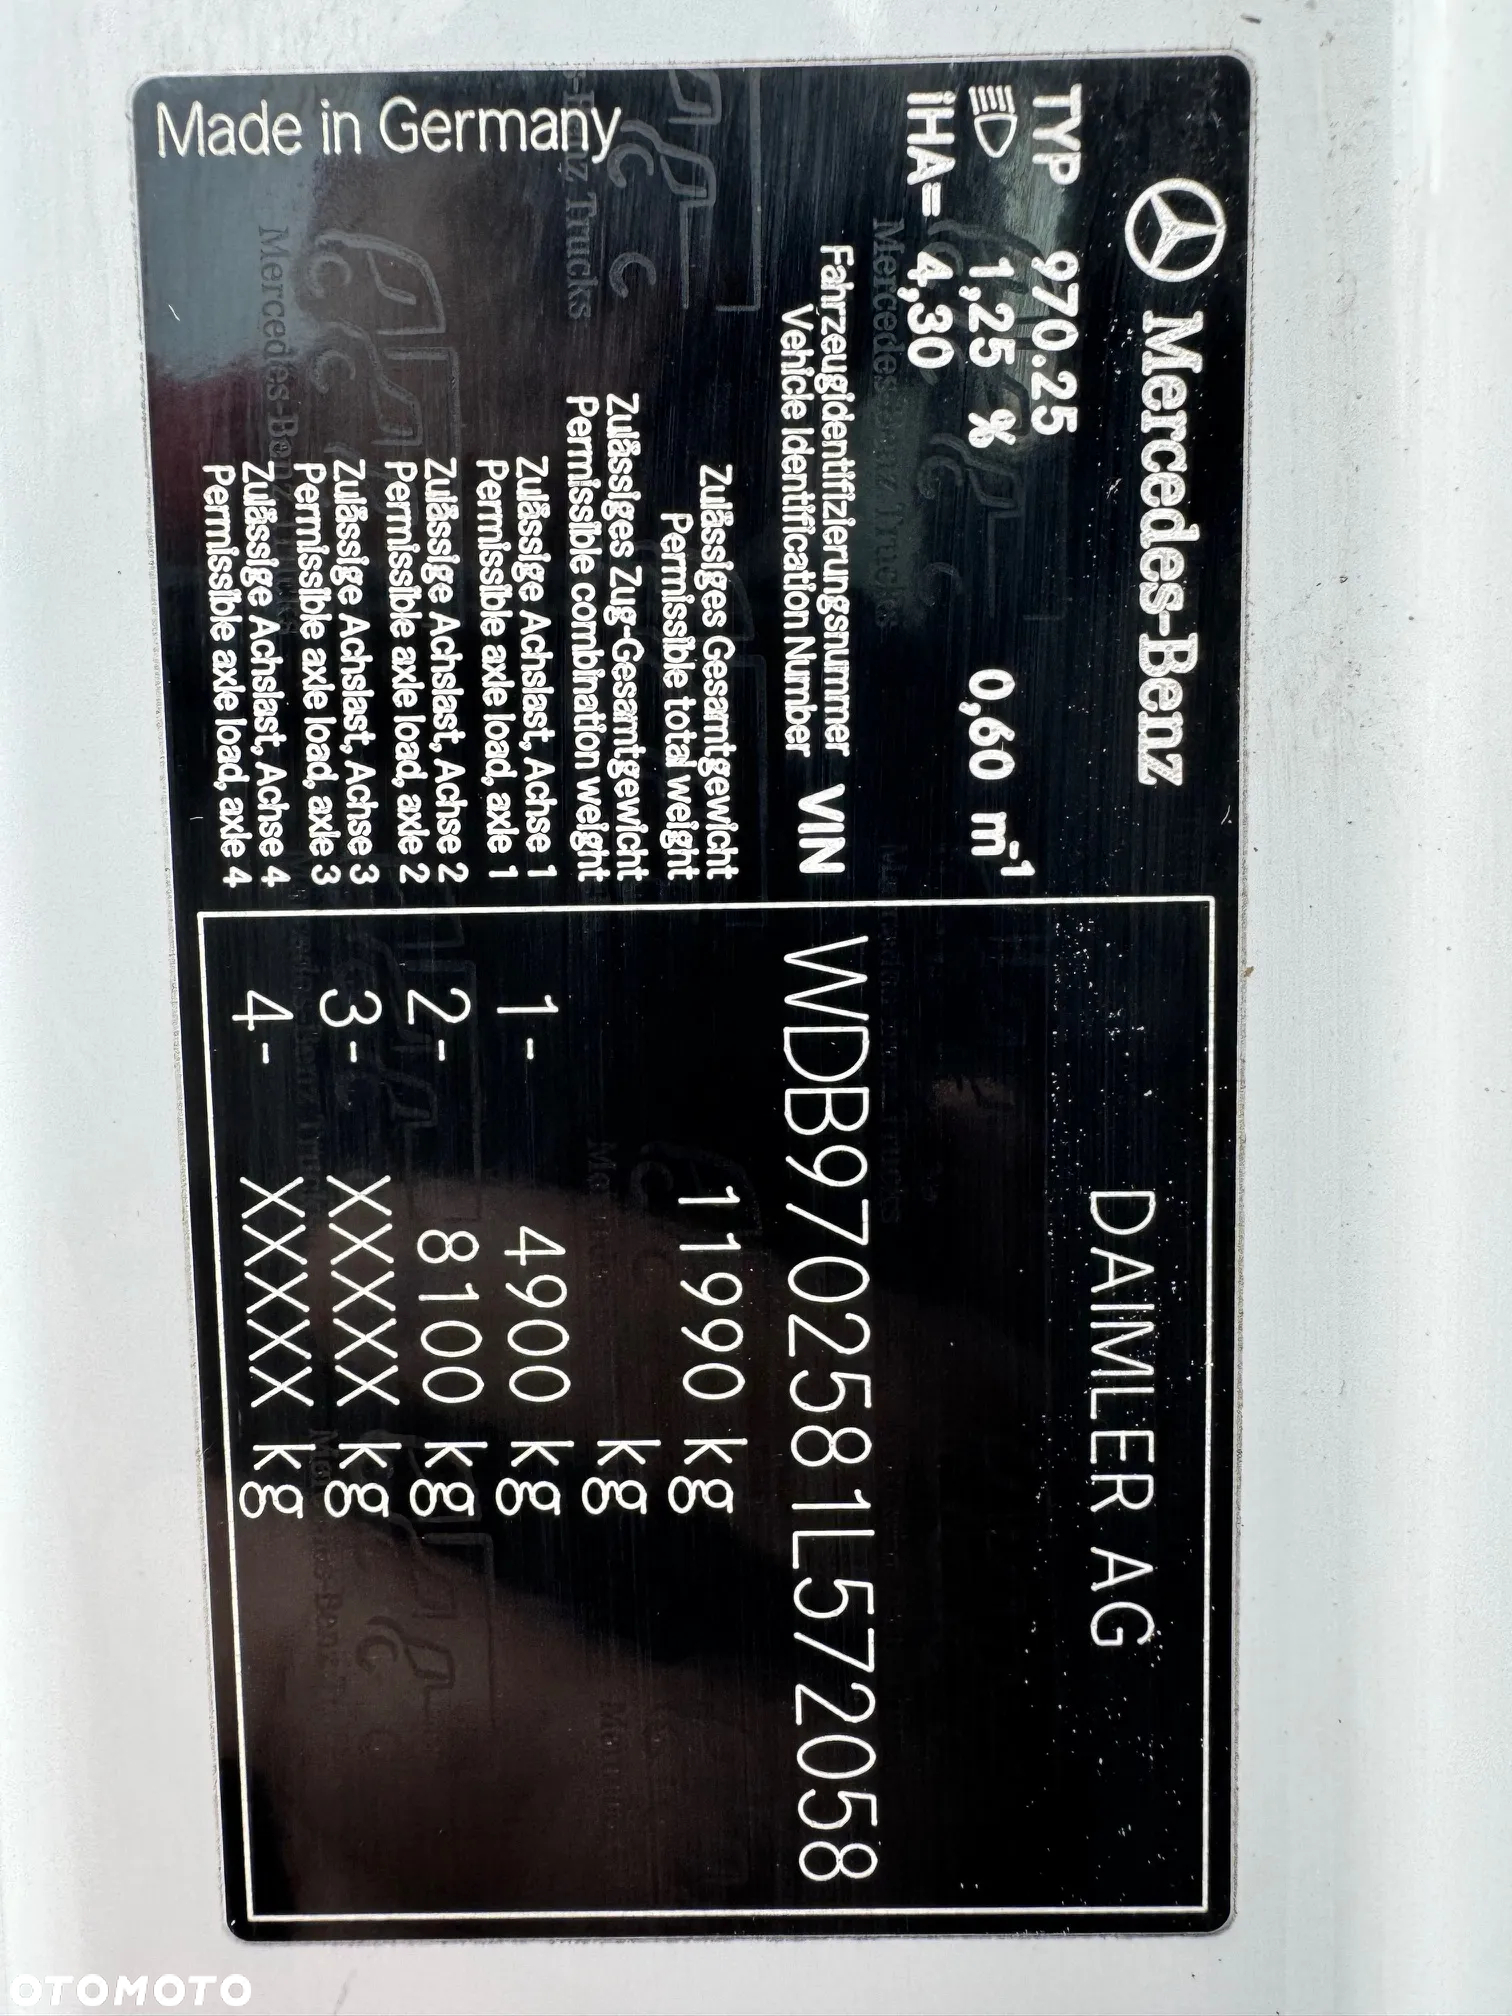 Mercedes-Benz
TYP 970.25
1,25 % 0,60 m⁻¹
iHA= 4,30
DAIMLER AG
Fahrzeugidentifizierungsnummer
Vehicle Identification Number VIN WDB9702581L572058
Zulässiges Gesamtgewicht
Permissible total weight 11990 kg
Zulässiges Zug-Gesamtgewicht
Permissible combination weight kg
Zulässige Achslast, Achse 1
Permissible axle load, axle 1 1- 4900 kg
Zulässige Achslast, Achse 2
Permissible axle load, axle 2 2- 8100 kg
Zulässige Achslast, Achse 3
Permissible axle load, axle 3 3- XXXXX kg
Zulässige Achslast, Achse 4
Permissible axle load, axle 4 4- XXXXX kg
Made in Germany
Mercedes-Benz Trucks
OTOMOTO